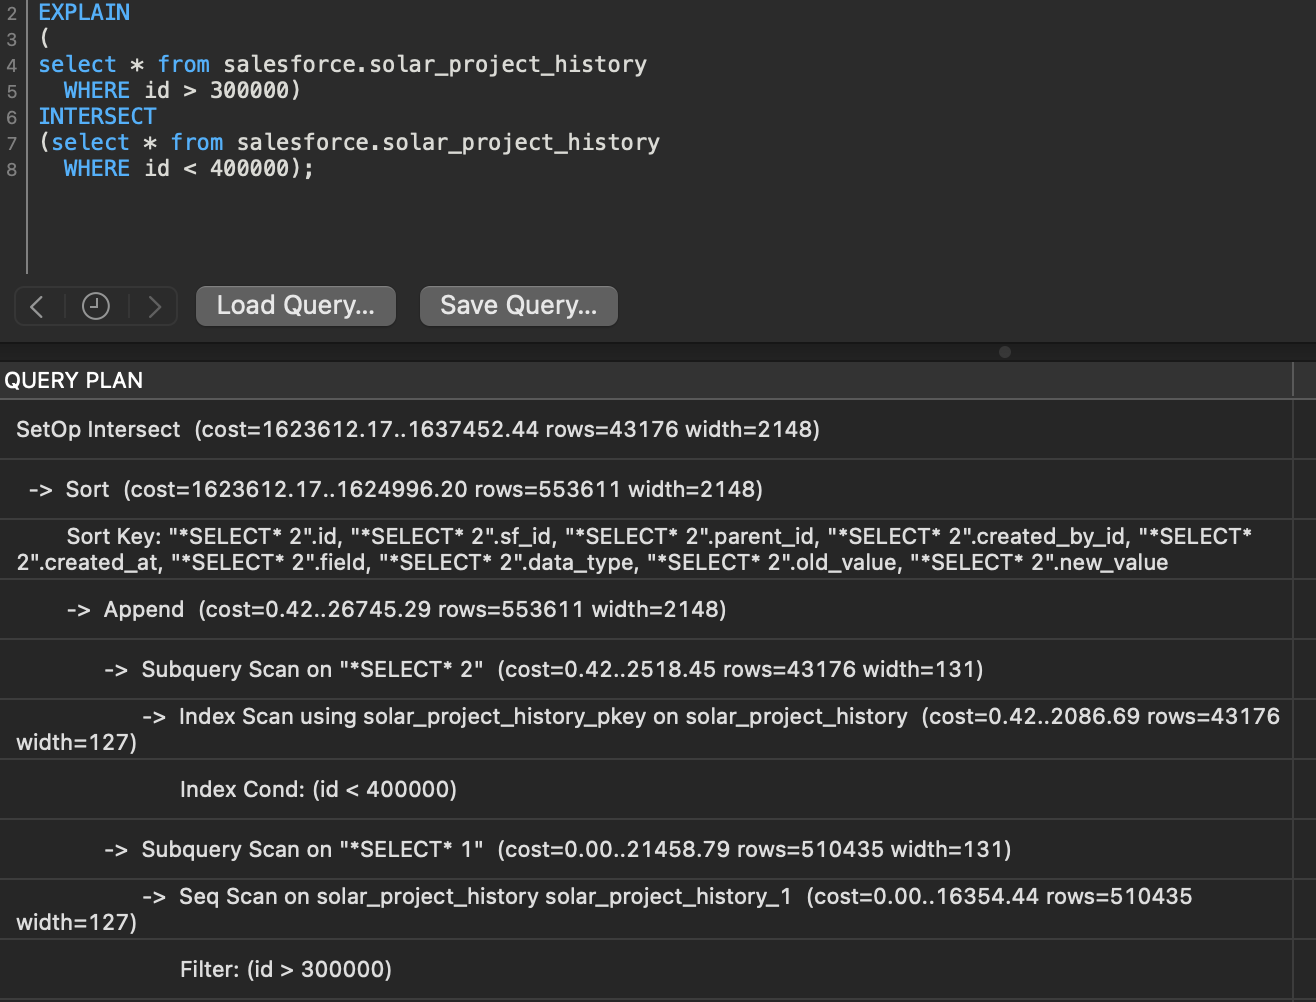 2 EXPLAIN
3 (
4 select * from salesforce.solar_project_history
5 WHERE id > 300000)
6 INTERSECT
7 (select * from salesforce.solar_project_history
8 WHERE id < 400000);
Load Query... Save Query...
QUERY PLAN
SetOp Intersect (cost=1623612.17..1637452.44 rows=43176 width=2148)
-> Sort (cost=1623612.17..1624996.20 rows=553611 width=2148)
Sort Key: "*SELECT* 2".id, "*SELECT* 2".sf_id, "*SELECT* 2".parent_id, "*SELECT* 2".created_by_id, "*SELECT*
2".created_at, "*SELECT* 2".field, "*SELECT* 2".data_type, "*SELECT* 2".old_value, "*SELECT* 2".new_value
-> Append (cost=0.42..26745.29 rows=553611 width=2148)
-> Subquery Scan on "*SELECT* 2" (cost=0.42..2518.45 rows=43176 width=131)
-> Index Scan using solar_project_history_pkey on solar_project_history (cost=0.42..2086.69 rows=43176
width=127)
Index Cond: (id < 400000)
-> Subquery Scan on "*SELECT* 1" (cost=0.00..21458.79 rows=510435 width=131)
-> Seq Scan on solar_project_history solar_project_history_1 (cost=0.00..16354.44 rows=510435
width=127)
Filter: (id > 300000)